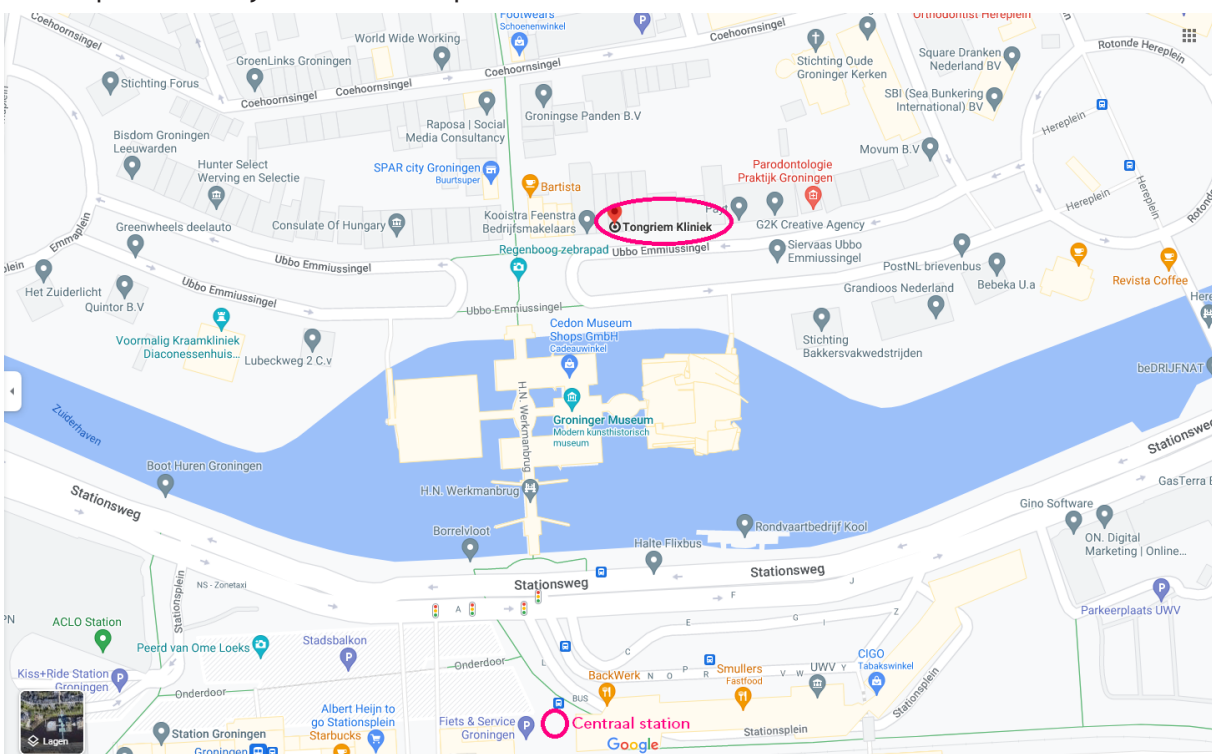 Footwears
Schoenenwinkel
P
Orthodontist Hereplein
Coehoornsingel
World Wide Working
Coehoornsingel
Rotonde Hereplein
GroenLinks Groningen
Stichting Oude
Groninger Kerken
Square Dranken
Nederland BV
Stichting Forus
Coehoornsingel
Coehoornsingel
Coehoornsingel
SBI (Sea Bunkering
International) BV
Emmaplein
Raposa | Social
Media Consultancy
Groningse Panden B.V
Hereplein
Bisdom Groningen
Leeuwarden
Movum B.V
Hunter Select
Werving en Selectie
SPAR city Groningen
Buurtsuper
Bartista
Parodontologie
Praktijk Groningen
Hereplein
Hereplein
Emmaplein
Greenwheels deelauto
Consulate Of Hungary
Kooistra Feenstra
Bedrijfsmakelaars
Tongriem Kliniek
G2K Creative Agency
Regenboog zebrapad
Ubbo Emmiussingel
Ubbo Emmiussingel
Siervaas Ubbo
Emmiussingel
PostNL brievenbus
Het Zuiderlicht
Quintor B.V
Ubbo Emmiussingel
Ubbo Emmiussingel
Grandioos Nederland
Bebeka U.a
Revista Coffee
Voormalig Kraamkliniek
Diaconessenhuis...
Lubeckweg 2 C.v
Cedon Museum
Shops GmbH
Cadeauwinkel
Stichting
Bakkersvakwedstrijden
beDRIJFNAT
H.N. Werkmanbrug
Zuiderhaven
Groninger Museum
Modern kunsthistorisch
museum
Stationsweg
Boot Huren Groningen
Stationsweg
H.N. Werkmanbrug
GasTerra
Gino Software
Borrelvloot
Halte Flixbus
Rondvaartbedrijf Kool
ON. Digital
Marketing | Online...
NS - Zonetaxi
Stationsweg
Stationsweg
J
A
F
Parkeerplaats UWV
P
Stationsplein
ACLO Station
E
G
I
Z
Peerd van Ome Loeks
Stadsbalkon
P
Onderdoor
L
C
CIGO
Tabakswinkel
Kiss+Ride Station
Groningen
P
BackWerk
N
O
P
R
Smullers
Fastfood
V
W
UWV
Y
Onderdoor
BUS
Stationsplein
Lagen
Station Groningen
Groningen
Albert Heijn to
go Stationsplein
Starbucks
Fiets & Service
Groningen
P
Centraal station
Stationsplein
Google